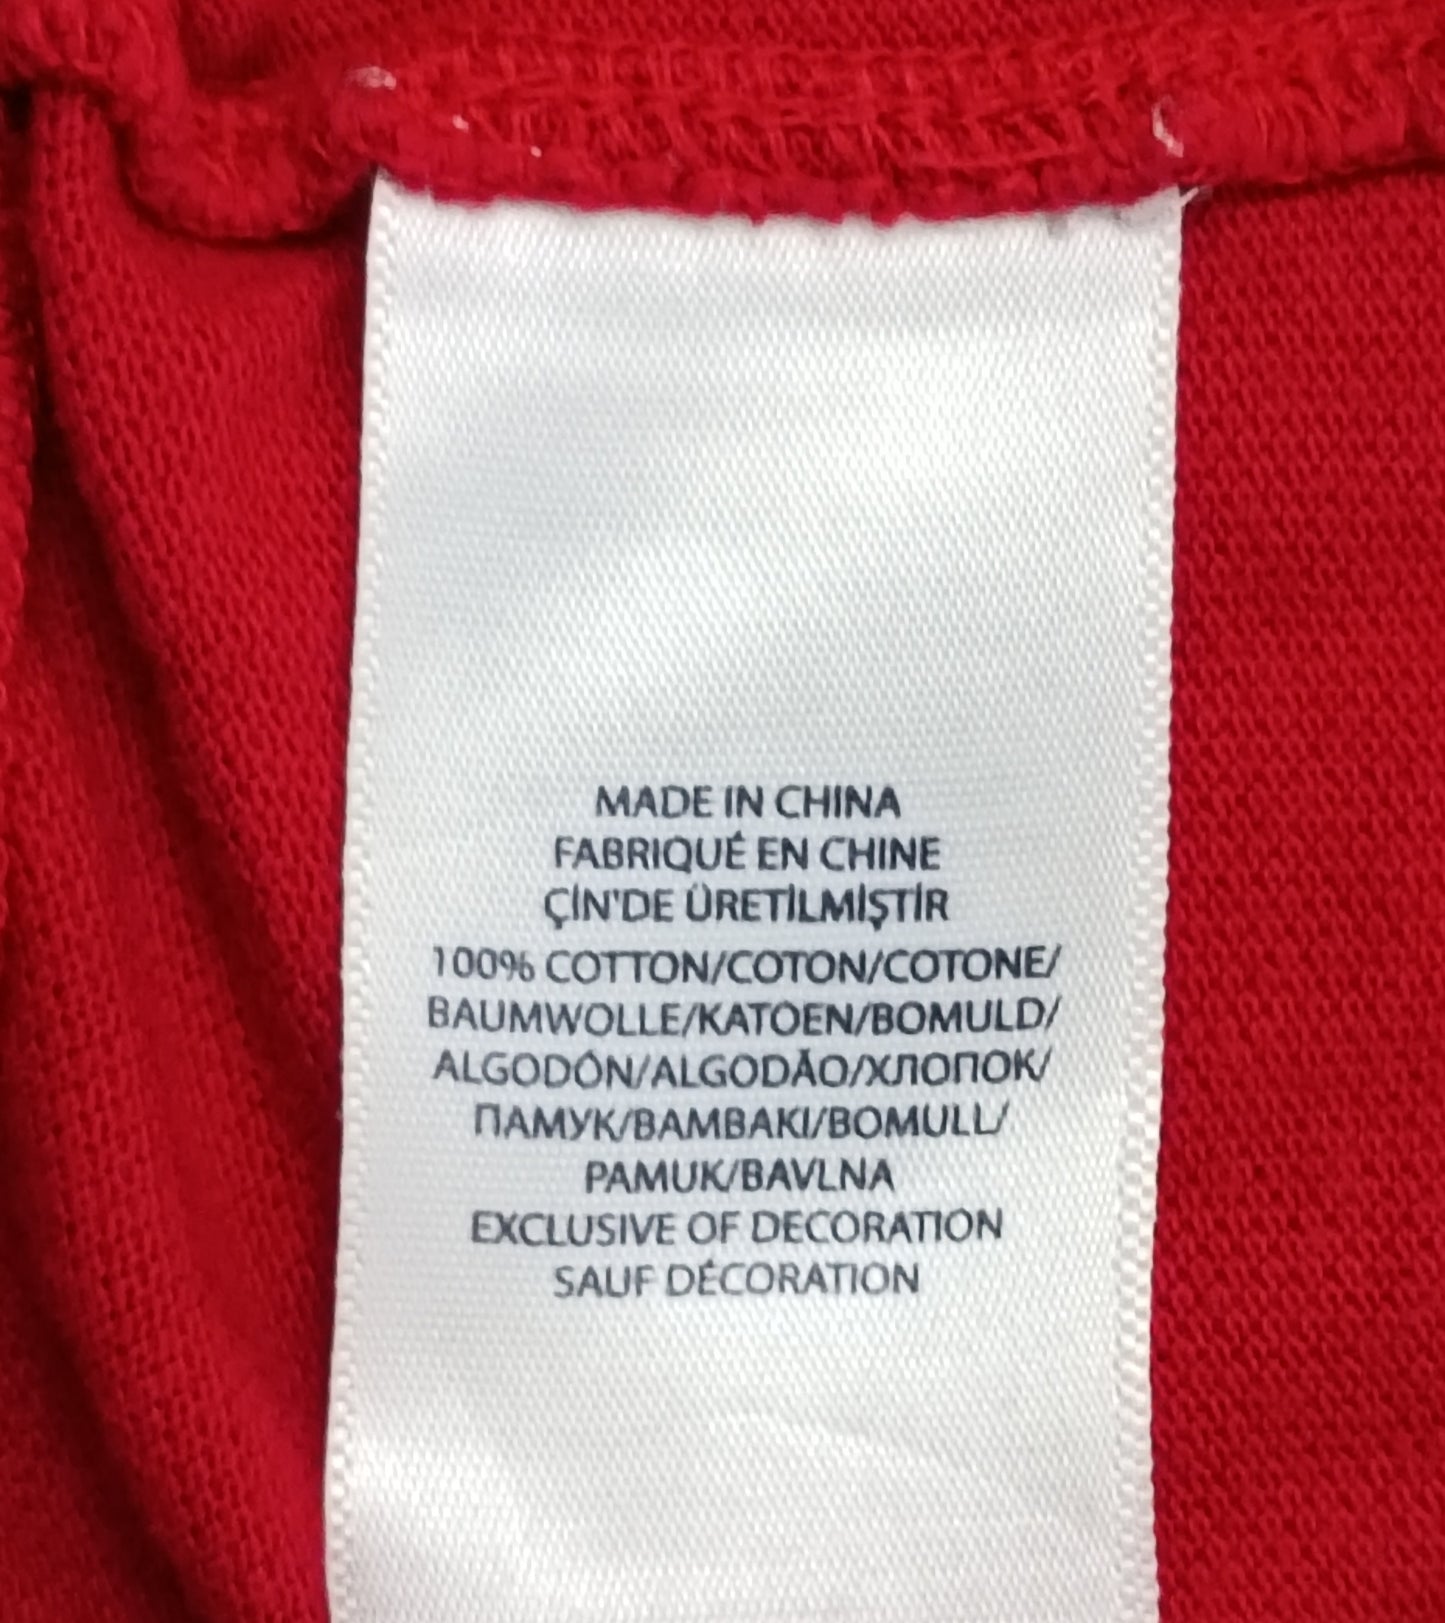 MADE IN CHINA
FABRIQUÉ EN CHINE
ÇİN'DE ÜRETİLMİŞTİR
100% COTTON/COTON/COTONE/
BAUMWOLLE/KATOEN/BOMULD/
ALGODÓN/ALGODÃO/ХЛОПОК/
ПАМУК/BAMBAKI/BOMULL/
PAMUK/BAVLNA
EXCLUSIVE OF DECORATION
SAUF DÉCORATION